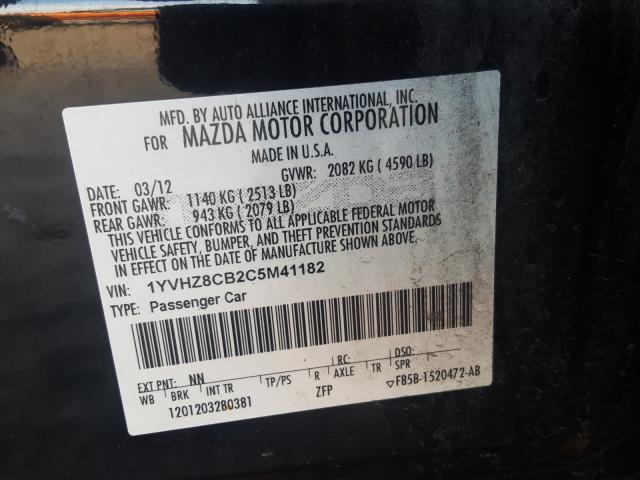 MFD. BY AUTO ALLIANCE INTERNATIONAL, INC.
FOR MAZDA MOTOR CORPORATION
MADE IN U.S.A.
DATE: 03/12 GVWR: 2082 KG ( 4590 LB)
FRONT GAWR: 1140 KG ( 2513 LB)
REAR GAWR: 943 KG ( 2079 LB)
THIS VEHICLE CONFORMS TO ALL APPLICABLE FEDERAL MOTOR
VEHICLE SAFETY, BUMPER, AND THEFT PREVENTION STANDARDS
IN EFFECT ON THE DATE OF MANUFACTURE SHOWN ABOVE.
VIN: 1YVHZ8CB2C5M41182
TYPE: Passenger Car
EXT PNT: NN RC: DSO:
WB BRK INT TR TP/PS R AXLE TR SPR
ZFP F85B-1520472-AB
1201203280381